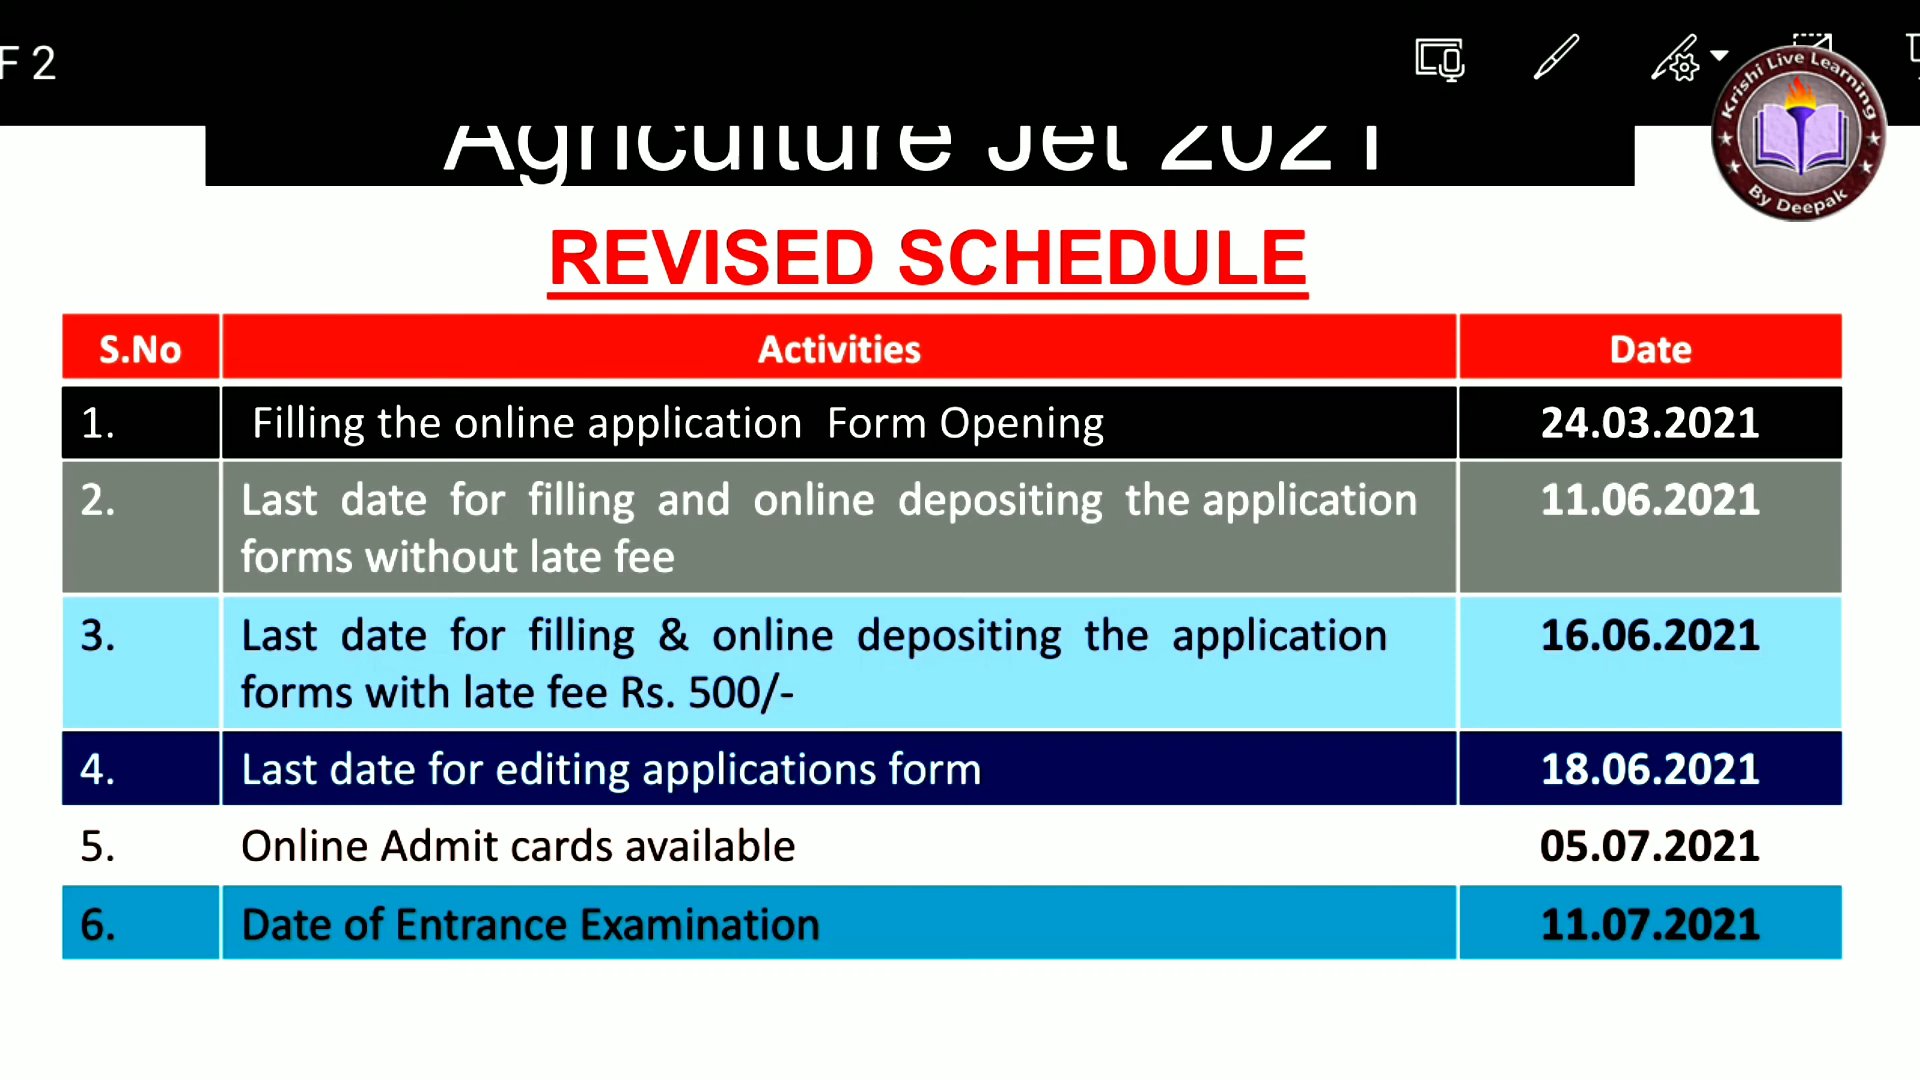 F 2
Agriculture Jet 2021
Krishi Live Learning
By Deepak
REVISED SCHEDULE
S.No Activities Date
1. Filling the online application Form Opening 24.03.2021
2. Last date for filling and online depositing the application 11.06.2021
forms without late fee
3. Last date for filling & online depositing the application 16.06.2021
forms with late fee Rs. 500/-
4. Last date for editing applications form 18.06.2021
5. Online Admit cards available 05.07.2021
6. Date of Entrance Examination 11.07.2021